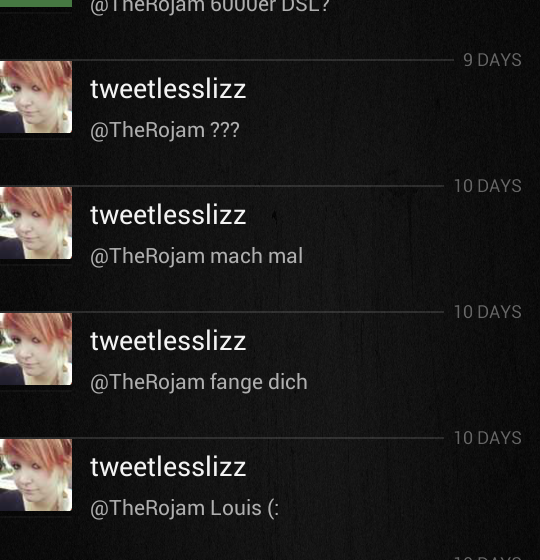 @TheRojam 6000er DSL?
9 DAYS
tweetlesslizz
@TheRojam ???
10 DAYS
tweetlesslizz
@TheRojam mach mal
10 DAYS
tweetlesslizz
@TheRojam fange dich
10 DAYS
tweetlesslizz
@TheRojam Louis (: